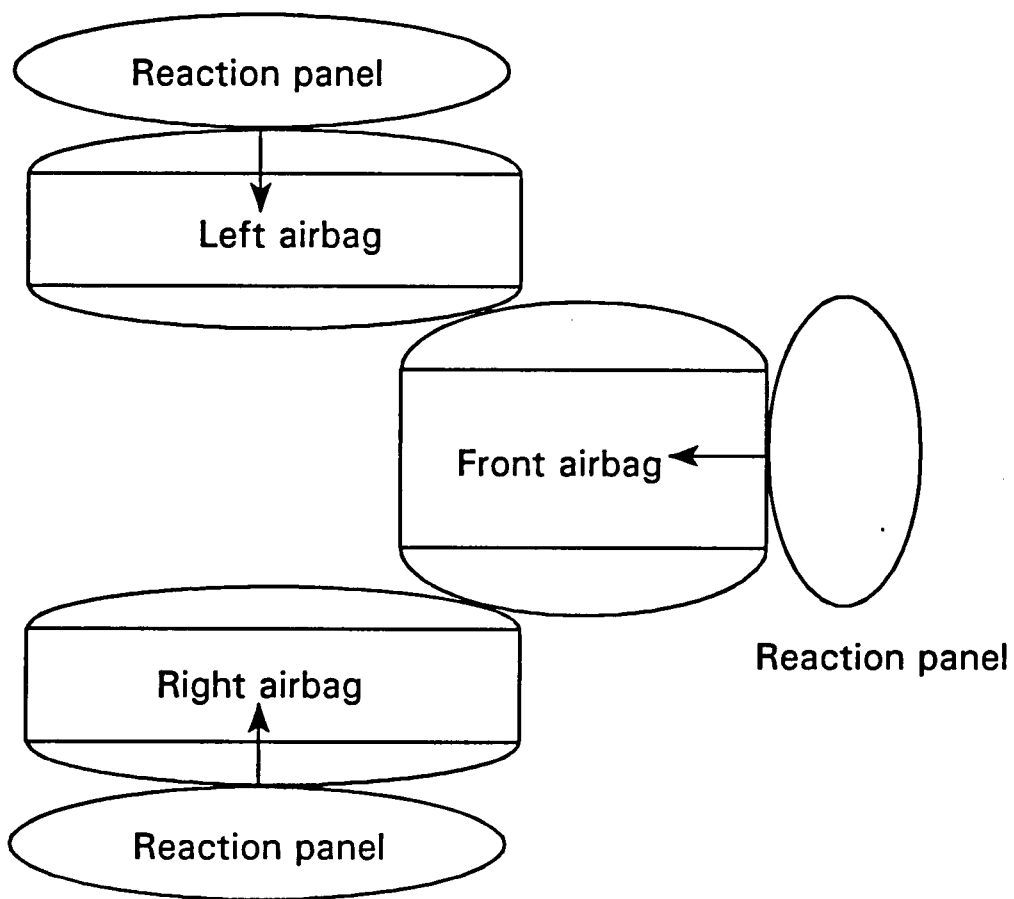 Reaction panel
Left airbag
Front airbag
Reaction panel
Right airbag
Reaction panel